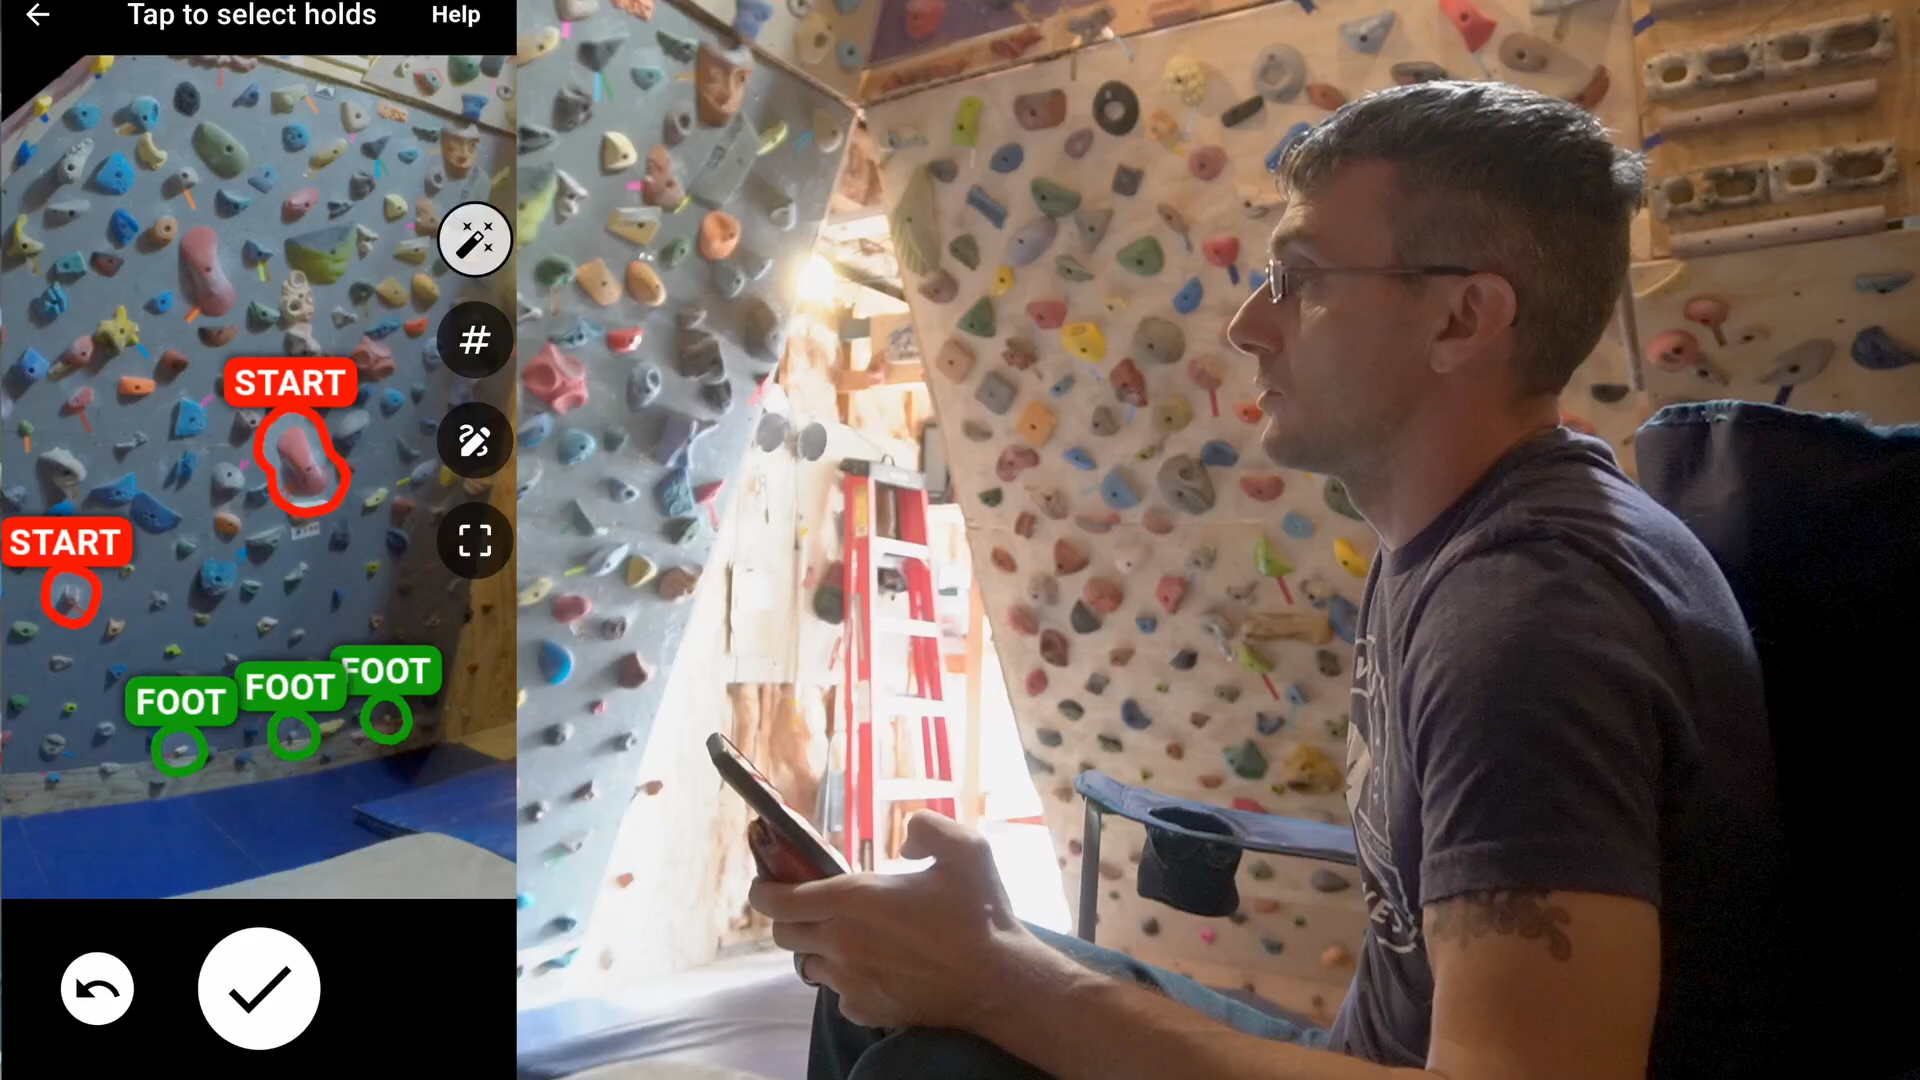 Tap to select holds
Help
#
START
START
FOOT
FOOT
FOOT